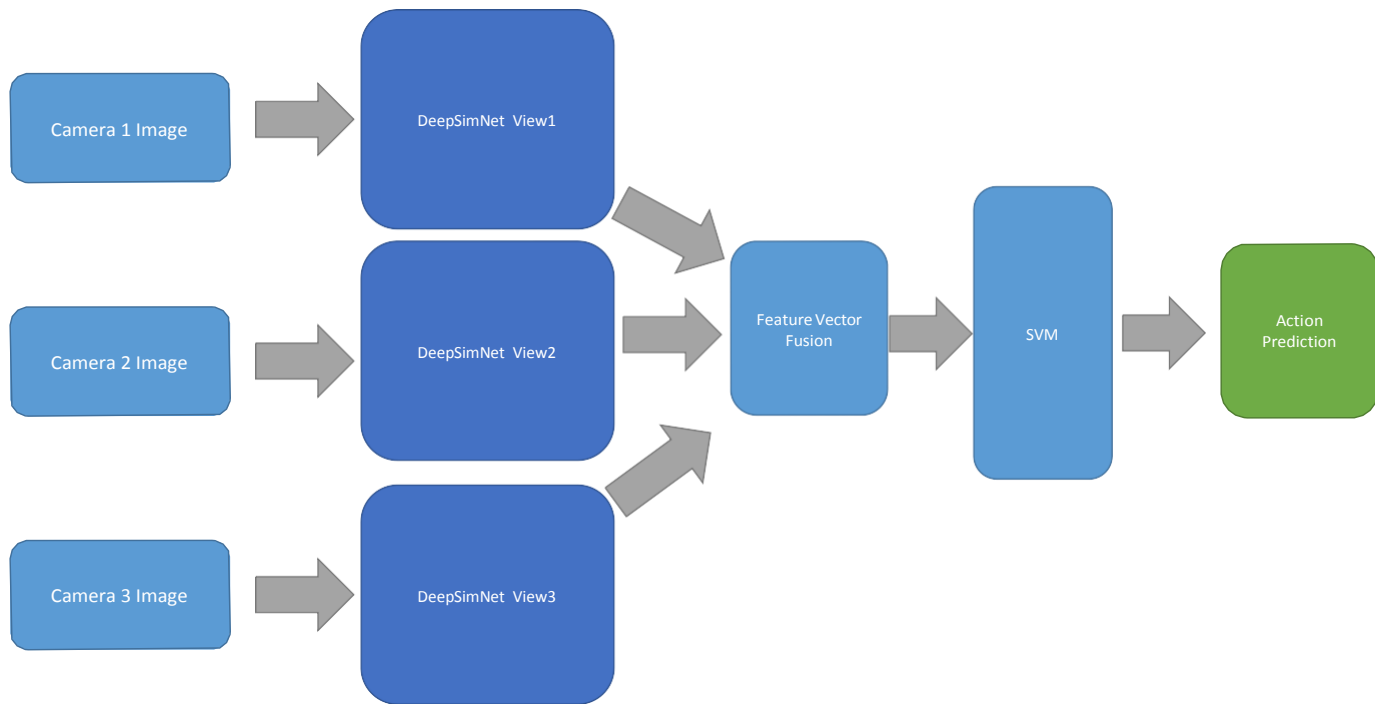 Camera 1 Image
DeepSimNet View1
Camera 2 Image
DeepSimNet View2
Camera 3 Image
DeepSimNet View3
Feature Vector
Fusion
SVM
Action
Prediction